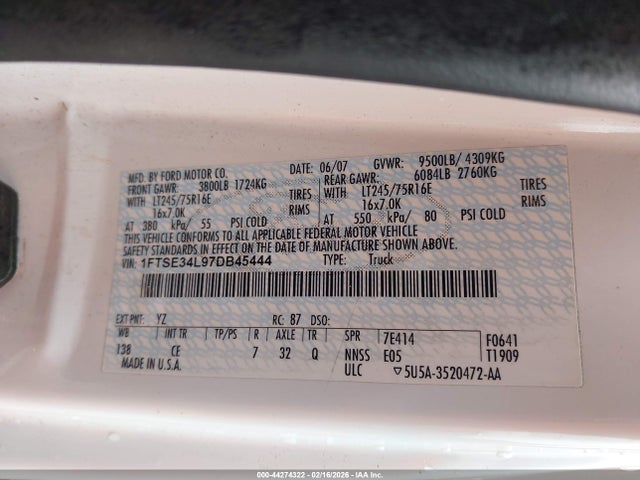 MFD. BY FORD MOTOR CO. DATE: 06/07 GVWR: 9500LB/ 4309KG
FRONT GAWR: 3800LB 1724KG REAR GAWR: 6084LB 2760KG
WITH LT245/75R16E TIRES WITH LT245/75R16E TIRES
16x7.0K RIMS 16x7.0K RIMS
AT 380 kPa/ 55 PSI COLD AT 550 kPa/ 80 PSI COLD
THIS VEHICLE CONFORMS TO ALL APPLICABLE FEDERAL MOTOR VEHICLE
SAFETY STANDARDS IN EFFECT ON THE DATE OF MANUFACTURE SHOWN ABOVE.
VIN: 1FTSE34L97DB45444 TYPE: Truck
EXT PNT: YZ RC: 87 DSO:
WB INT TR TP/PS R AXLE TR SPR 7E414 F0641
138 CE 7 32 Q NNSS E05 T1909
MADE IN U.S.A. ULC ▽5U5A-3520472-AA
000-44274322 - 02/16/2026 - IAAI.COM